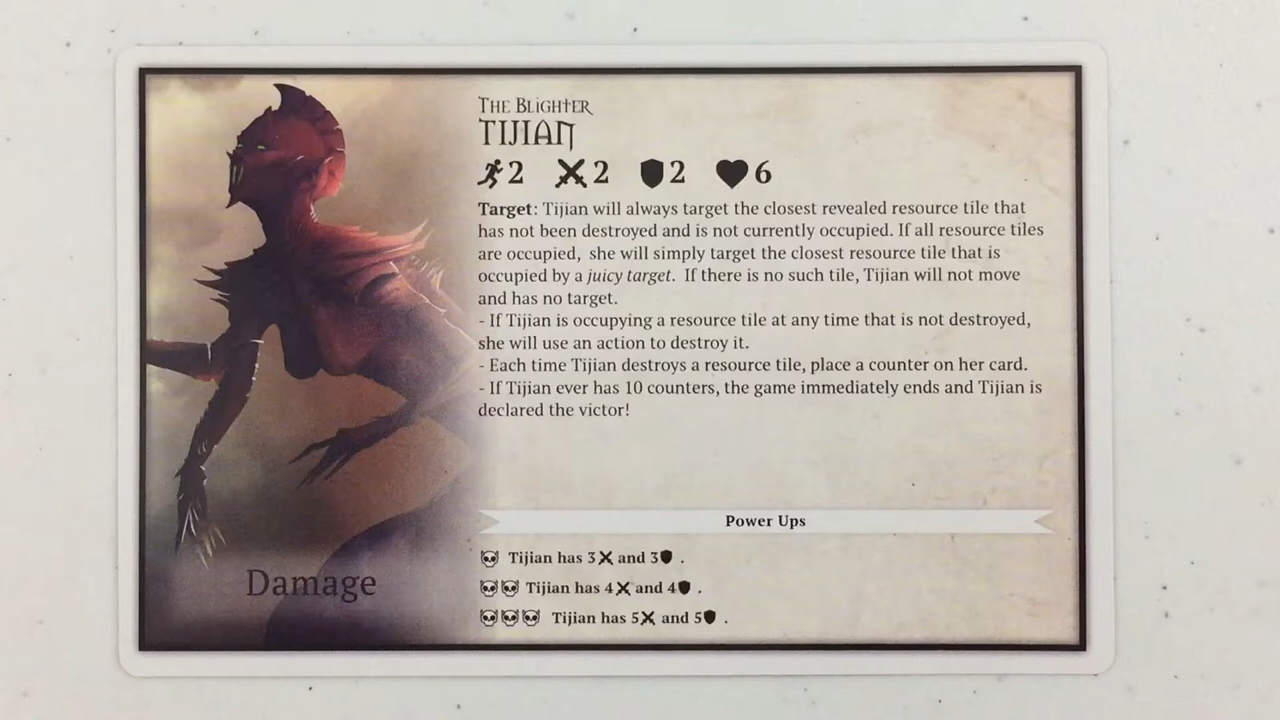 The Blighter
TIJIAN
2 2 2 6
Target: Tijian will always target the closest revealed resource tile that
has not been destroyed and is not currently occupied. If all resource tiles
are occupied, she will simply target the closest resource tile that is
occupied by a juicy target. If there is no such tile, Tijian will not move
and has no target.
- If Tijian is occupying a resource tile at any time that is not destroyed,
she will use an action to destroy it.
- Each time Tijian destroys a resource tile, place a counter on her card.
- If Tijian ever has 10 counters, the game immediately ends and Tijian is
declared the victor!
Power Ups
Tijian has 3 and 3 .
Tijian has 4 and 4 .
Tijian has 5 and 5 .
Damage